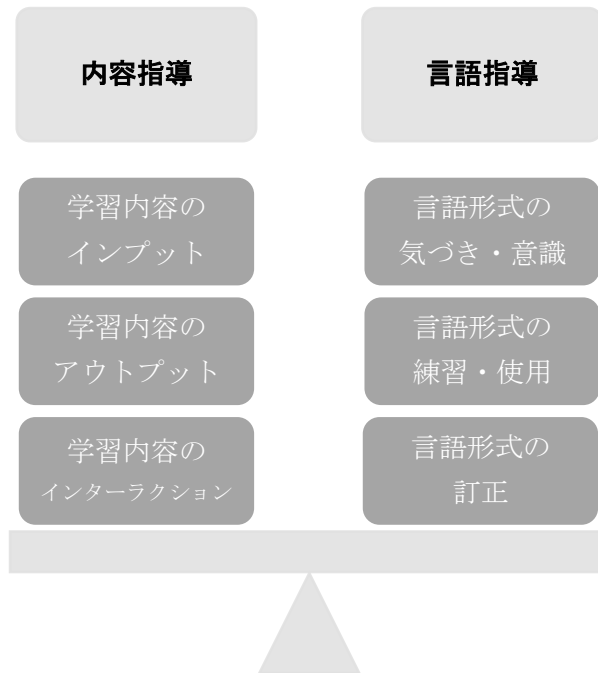 内容指導
学習内容の
インプット
学習内容の
アウトプット
学習内容の
インターラクション
言語指導
言語形式の
気づき・意識
言語形式の
練習・使用
言語形式の
訂正